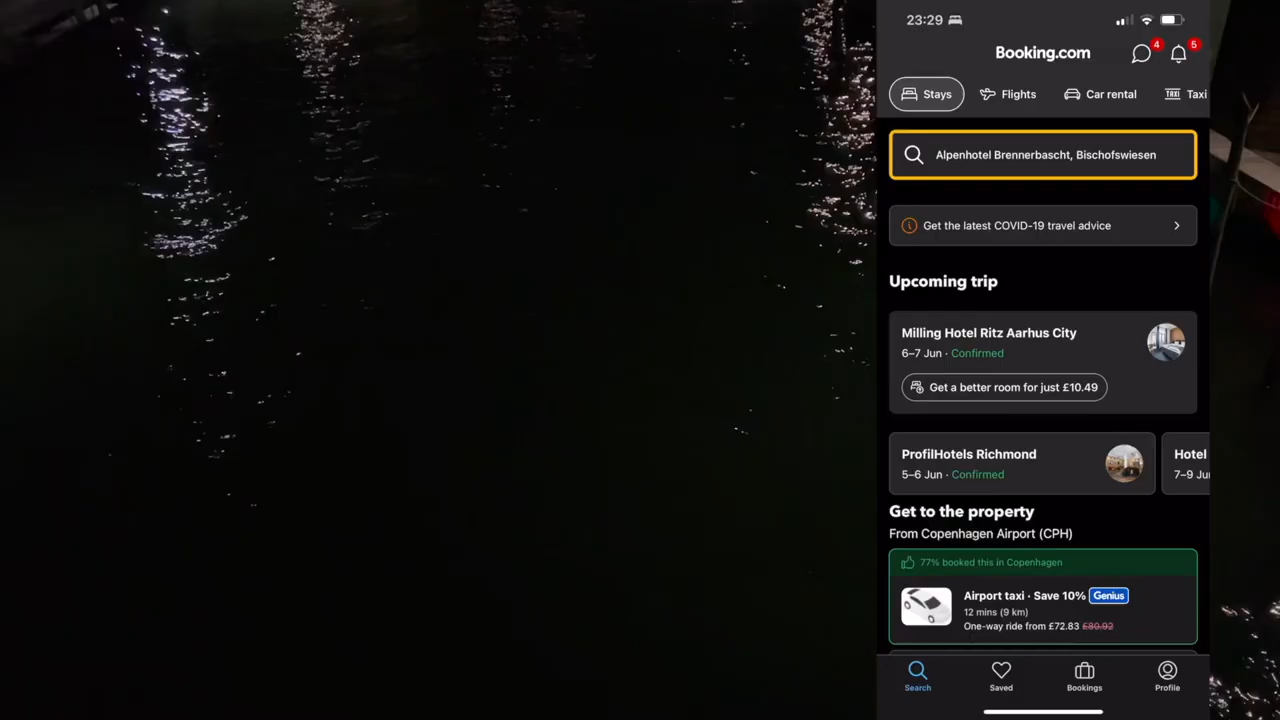 23:29
Booking.com
4
5
Stays
Flights
Car rental
TAXI Taxi
Alpenhotel Brennerbascht, Bischofswiesen
Get the latest COVID-19 travel advice
Upcoming trip
Milling Hotel Ritz Aarhus City
6–7 Jun · Confirmed
Get a better room for just £10.49
ProfilHotels Richmond
5–6 Jun · Confirmed
Hotel
7–9 Ju
Get to the property
From Copenhagen Airport (CPH)
77% booked this in Copenhagen
Airport taxi · Save 10% Genius
12 mins (9 km)
One-way ride from £72.83 £80.92
Search
Saved
Bookings
Profile